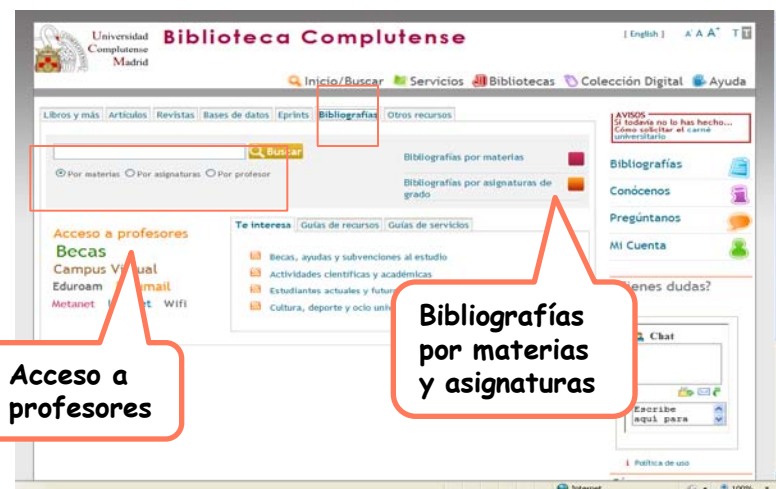 Universidad
Complutense
Madrid
Biblioteca Complutense
[ English ] A A A+ T T
Inicio/Buscar Servicios Bibliotecas Colección Digital Ayuda
Libros y más Artículos Revistas Bases de datos Eprints Bibliografías Otros recursos
Buscar
Por materias Por asignaturas Por profesor
Bibliografías por materias
Bibliografías por asignaturas de
grado
AVISOS
Si todavía no lo has hecho...
Cómo solicitar el carné
universitario
Bibliografías
Conócenos
Pregúntanos
Mi Cuenta
Acceso a profesores
Becas
Campus
Eduroam
Metanet Wifi
Te interesa Guías de recursos Guías de servicios
Becas, ayudas y subvenciones al estudio
Actividades científicas y académicas
Estudiantes actuales y
Cultura, deporte y ocio
dudas?
Chat
Escribe
aquí para
Política de uso
Acceso a
profesores
Bibliografías
por materias
y asignaturas
Internet 100%